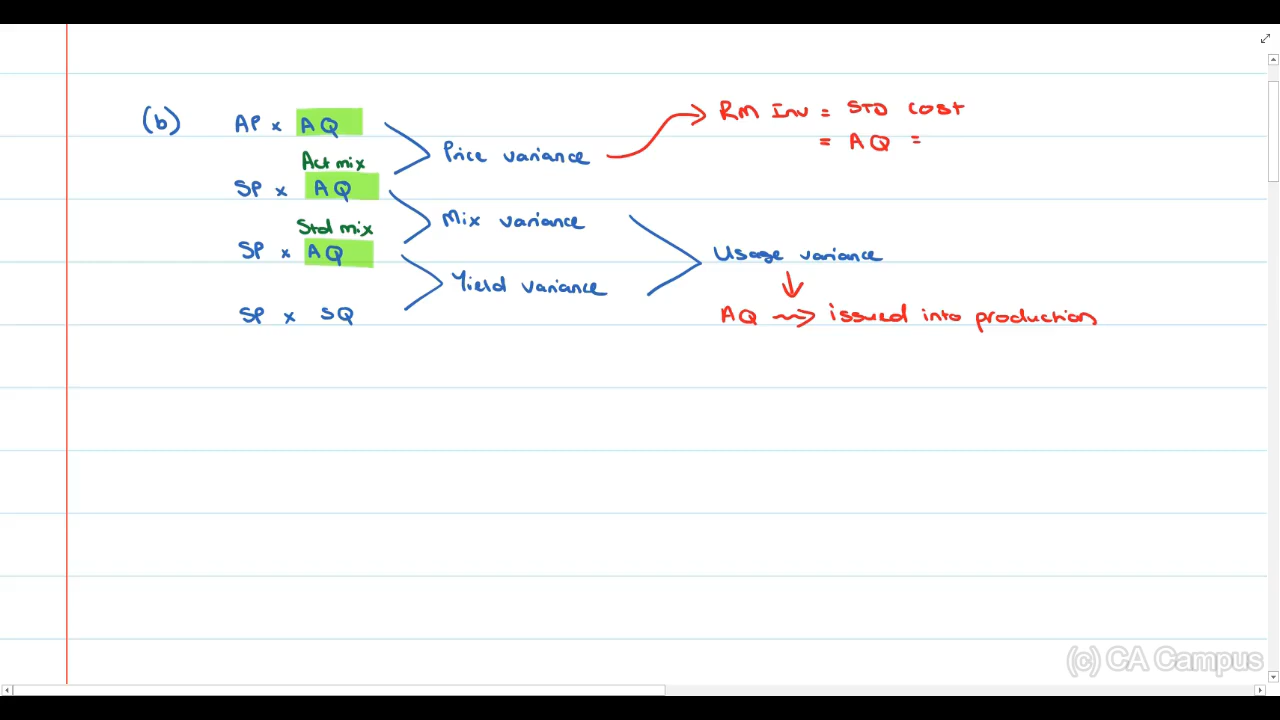 (b) AP x AQ
Act mix
Price variance
SP x AQ
Std mix
Mix variance
SP x AQ
Yield variance
SP x SQ
Usage variance
RM Inv = STD cost
= AQ =
AQ → issued into production
(c) CA Campus